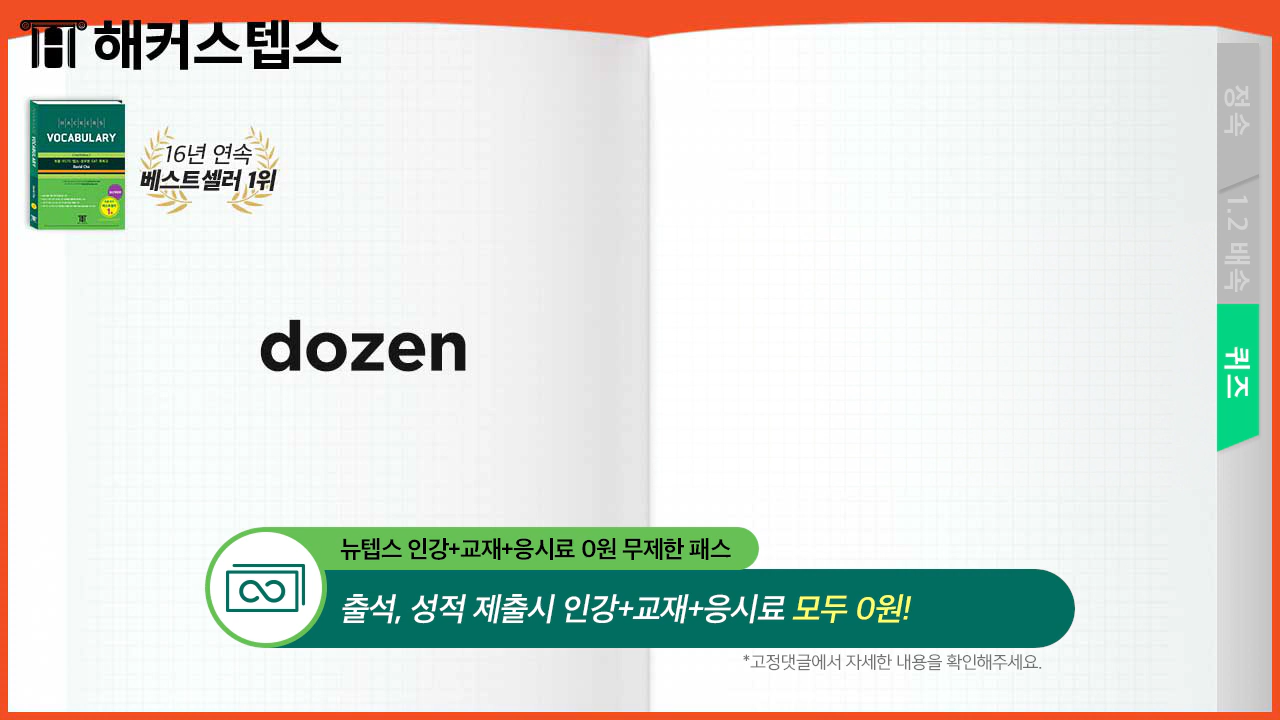 해커스텝스
HACKERS
VOCABULARY
VOCABULARY
David Cho
16년 연속
베스트셀러 1위
정속
1.2 배속
퀴즈
dozen
뉴텝스 인강+교재+응시료 0원 무제한 패스
출석, 성적 제출시 인강+교재+응시료 모두 0원!
*고정댓글에서 자세한 내용을 확인해주세요.